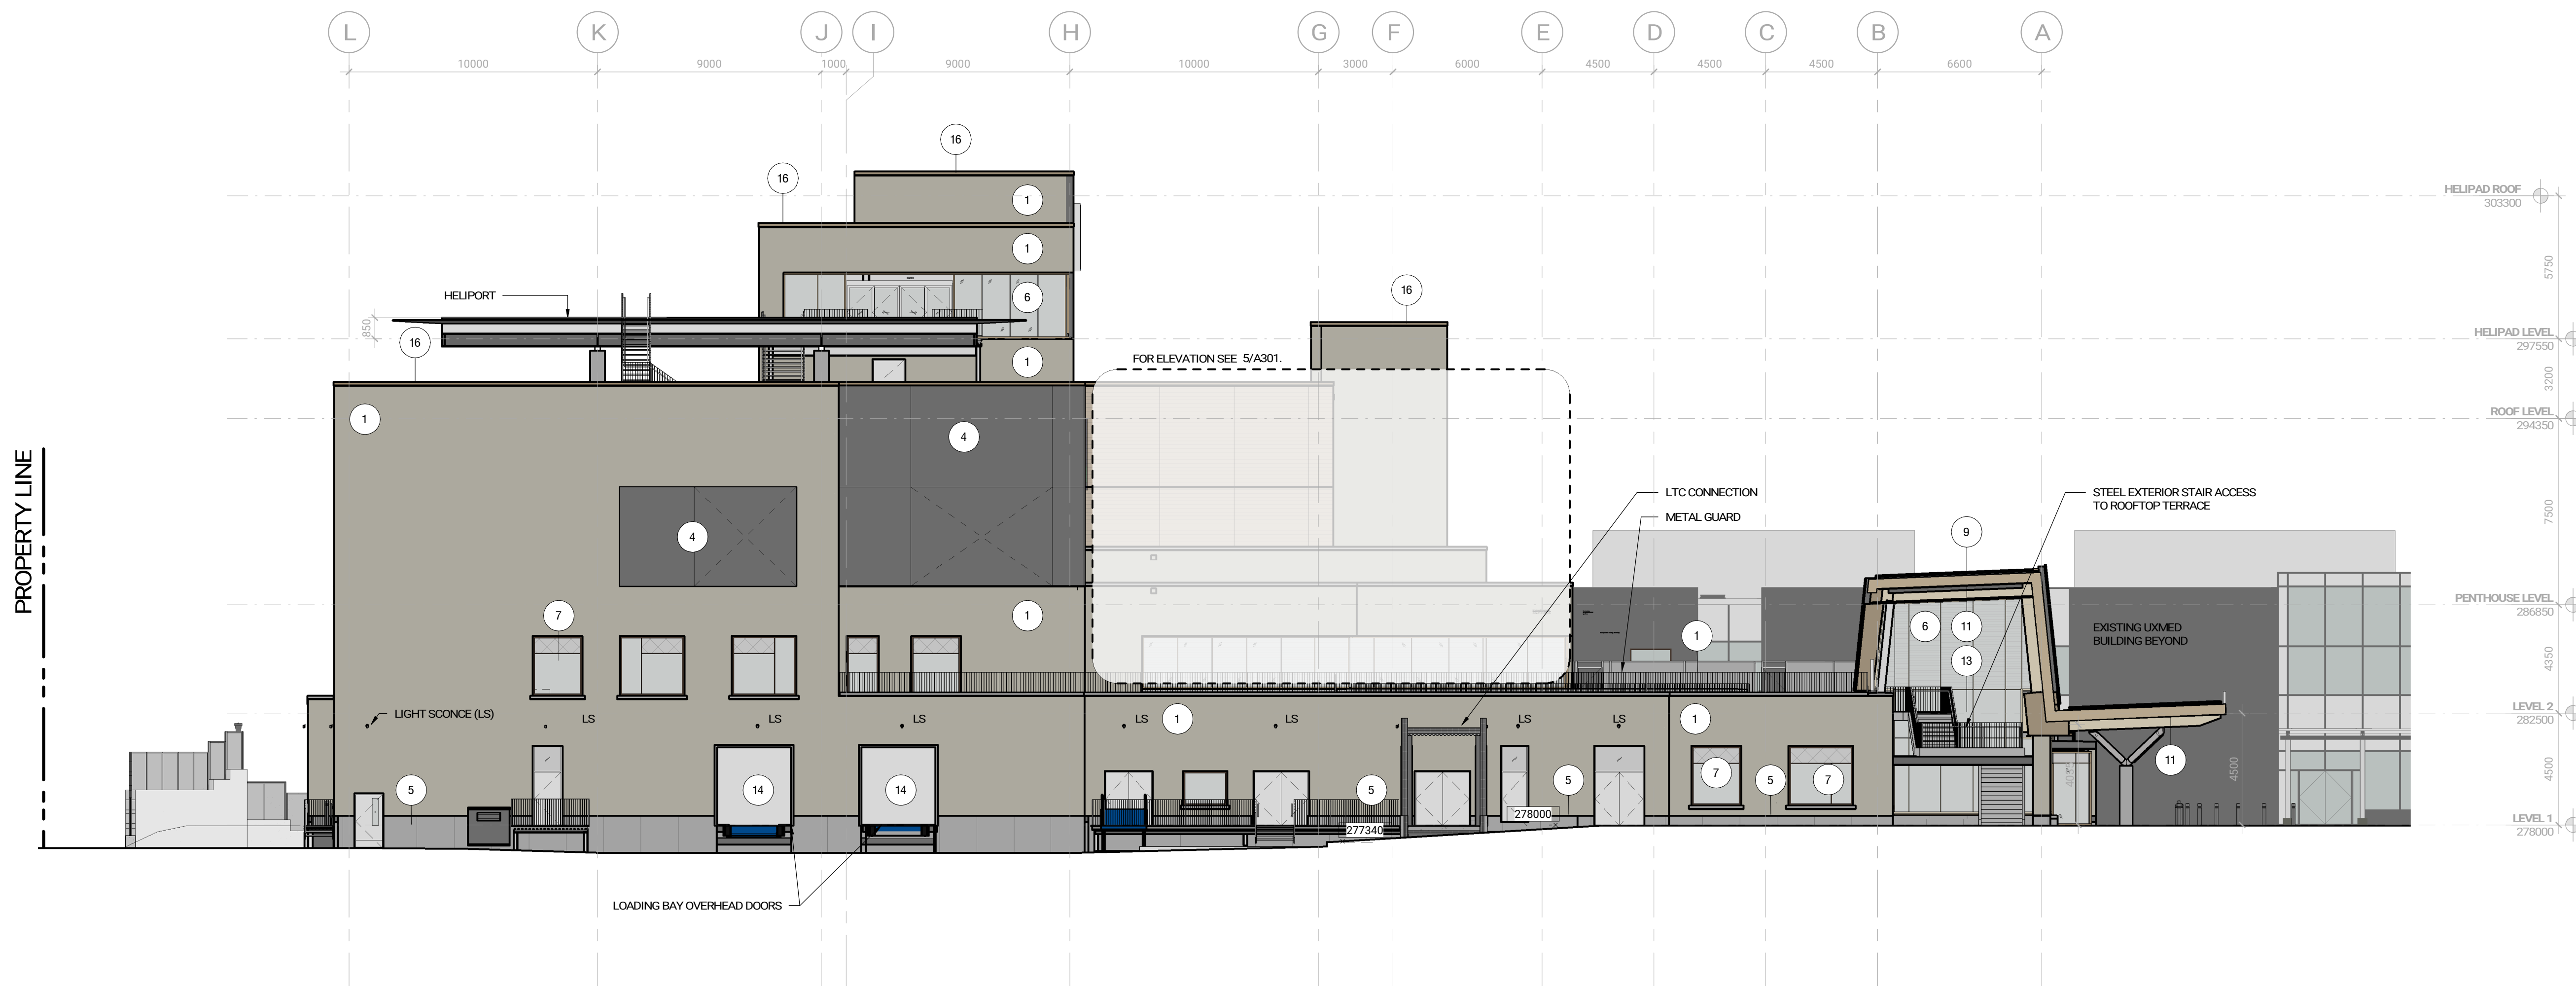 L K J I H G F E D C B A
10000 9000 1000 9000 10000 3000 6000 4500 4500 4500 6600
16
16
1
HELIPAD ROOF
303300
1
5750
HELIPORT
6
16
850
HELIPAD LEVEL
297550
16
1
FOR ELEVATION SEE 5/A301.
3200
1
4
ROOF LEVEL
294350
PROPERTY LINE
4
LTC CONNECTION
METAL GUARD
STEEL EXTERIOR STAIR ACCESS
TO ROOFTOP TERRACE
7500
9
7
1
PENTHOUSE LEVEL
286850
1
6
11
13
EXISTING UXMED
BUILDING BEYOND
4350
LIGHT SCONCE (LS)
LS LS LS LS LS LS LS
1
1
LEVEL 2
282500
11
7
7
5
14
14
5
5
5
4500
4500
278000
277340
LEVEL 1
278000
LOADING BAY OVERHEAD DOORS